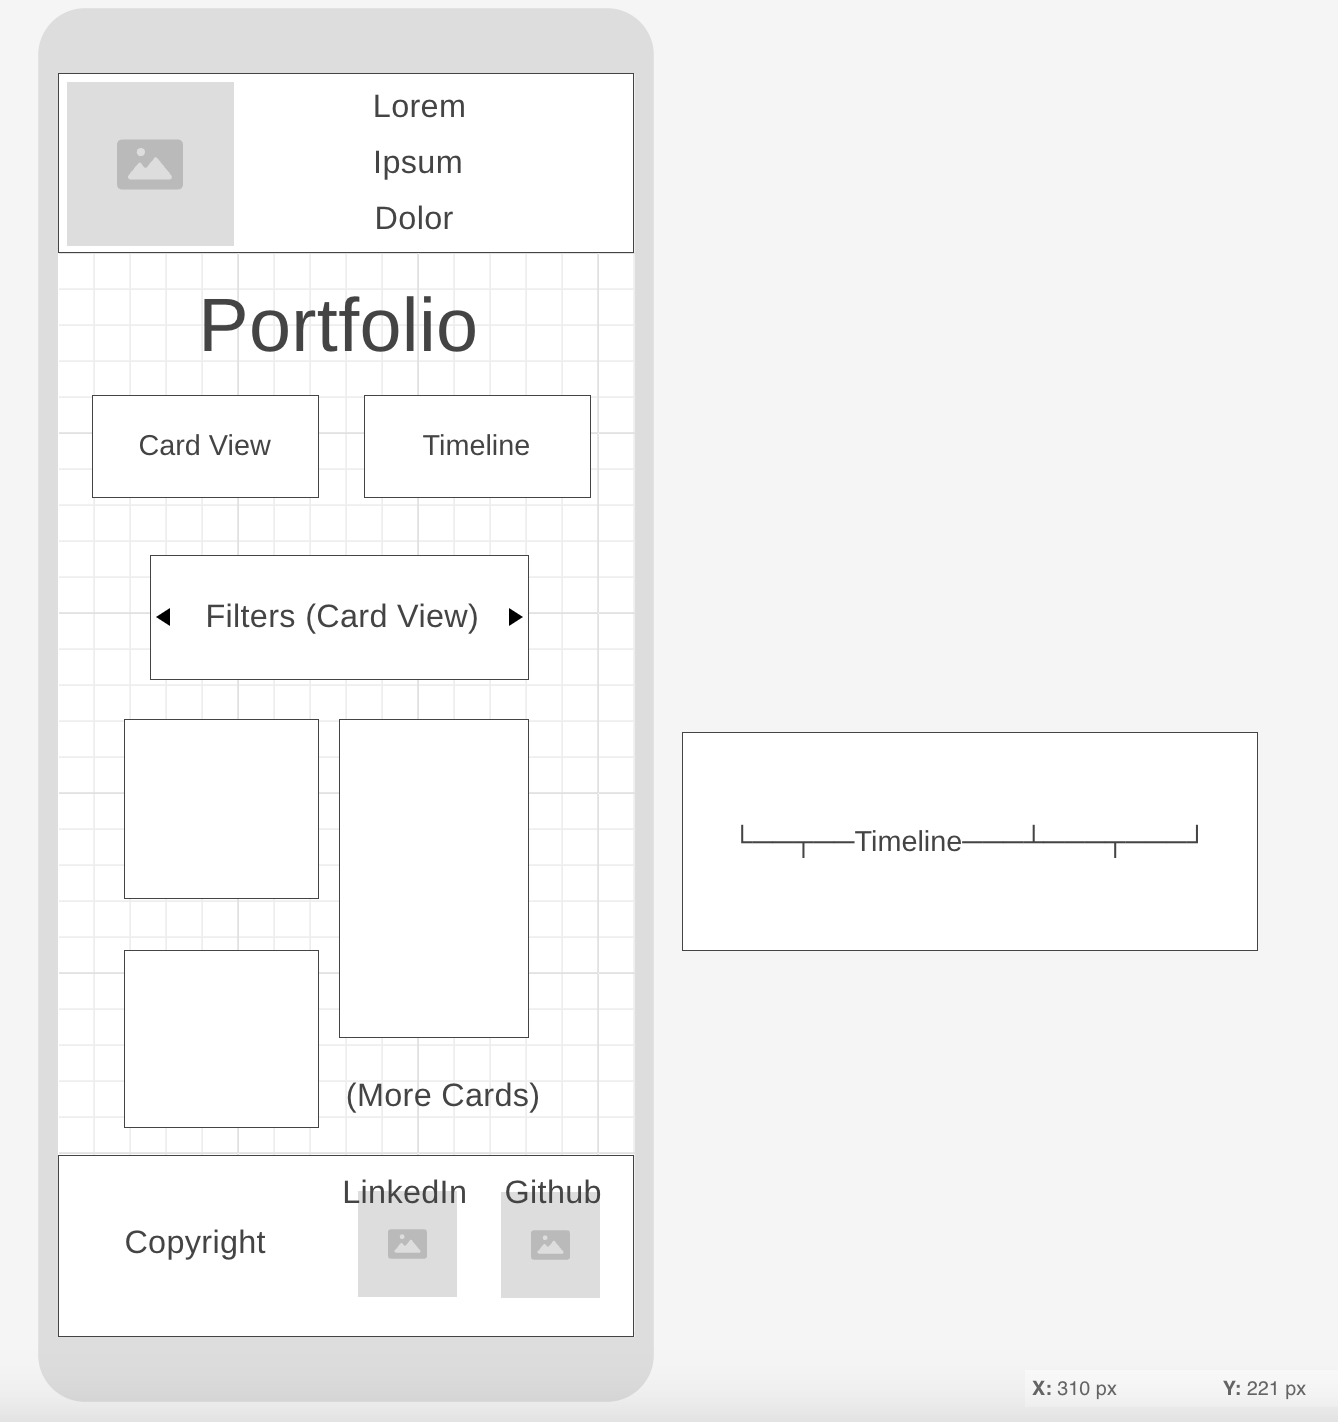 Lorem
Ipsum
Dolor
Portfolio
Card View
Timeline
Filters (Card View)
Timeline
(More Cards)
LinkedIn
Github
Copyright
X: 310 px
Y: 221 px